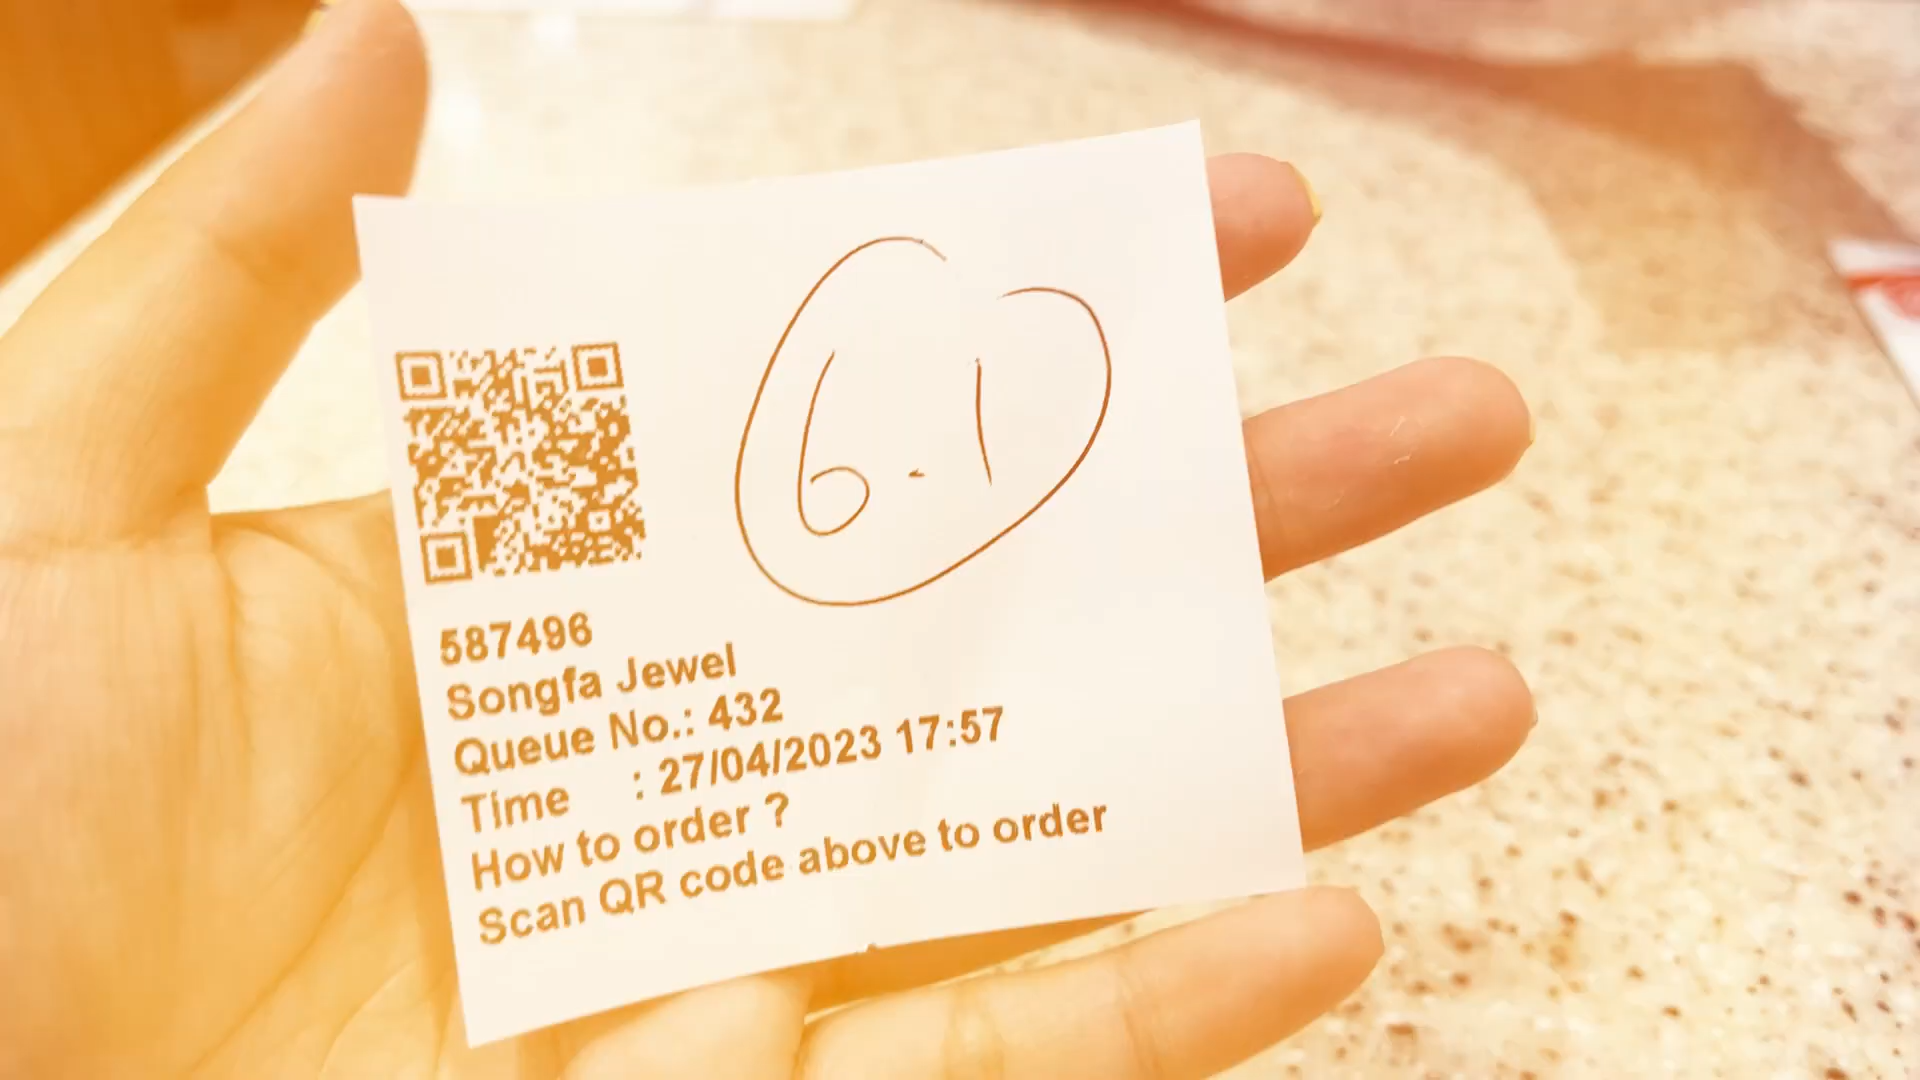 6.1
587496
Songfa Jewel
Queue No.: 432
Time : 27/04/2023 17:57
How to order ?
Scan QR code above to order